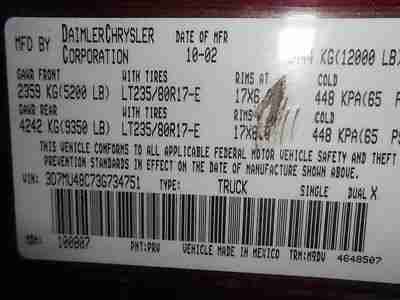 MFD BY DAIMLERCHRYSLER CORPORATION
DATE OF MFR 10-02
KG(12000 LB)
GAWR FRONT WITH TIRES RIMS AT COLD
2359 KG(5200 LB) LT235/80R17-E 17X6 448 KPA(65 P
GAWR REAR WITH TIRES RIMS COLD
4242 KG(9350 LB) LT235/80R17-E 17X6 448 KPA(65 PS
THIS VEHICLE CONFORMS TO ALL APPLICABLE FEDERAL MOTOR VEHICLE SAFETY AND THEFT
PREVENTION STANDARDS IN EFFECT ON THE DATE OF MANUFACTURE SHOWN ABOVE.
VIN: 3D7MU48C73G734751 TYPE: TRUCK SINGLE DUAL X
100807 PNT:PRV VEHICLE MADE IN MEXICO TRM:M9DV 4648507